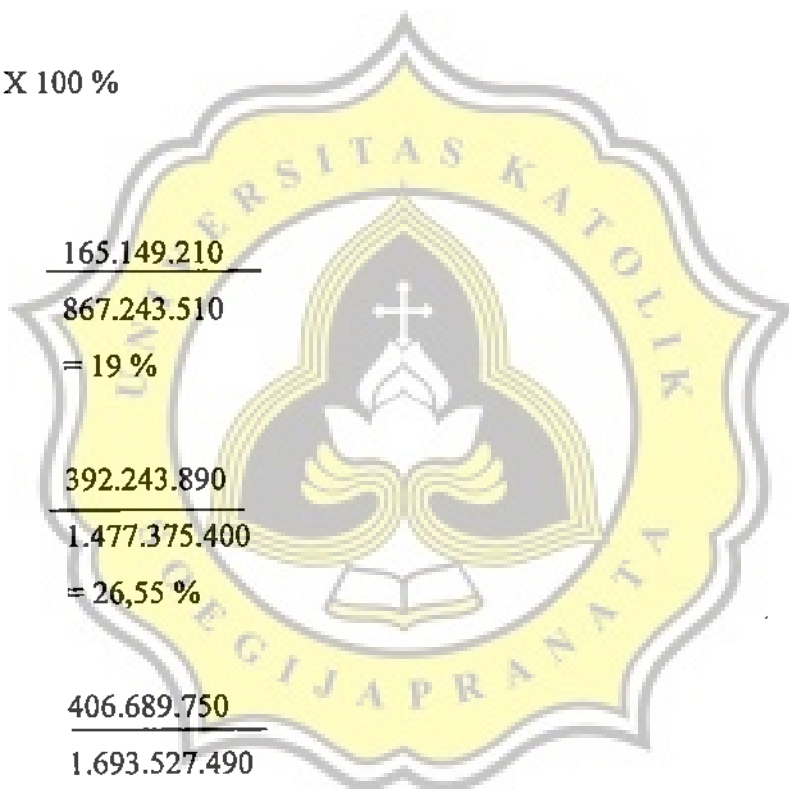 X 100 %
165.149.210
867.243.510
= 19 %
392.243.890
1.477.375.400
= 26,55 %
406.689.750
1.693.527.490
UNIVERSITAS KATOLIK
SOEGIJAPRANATA